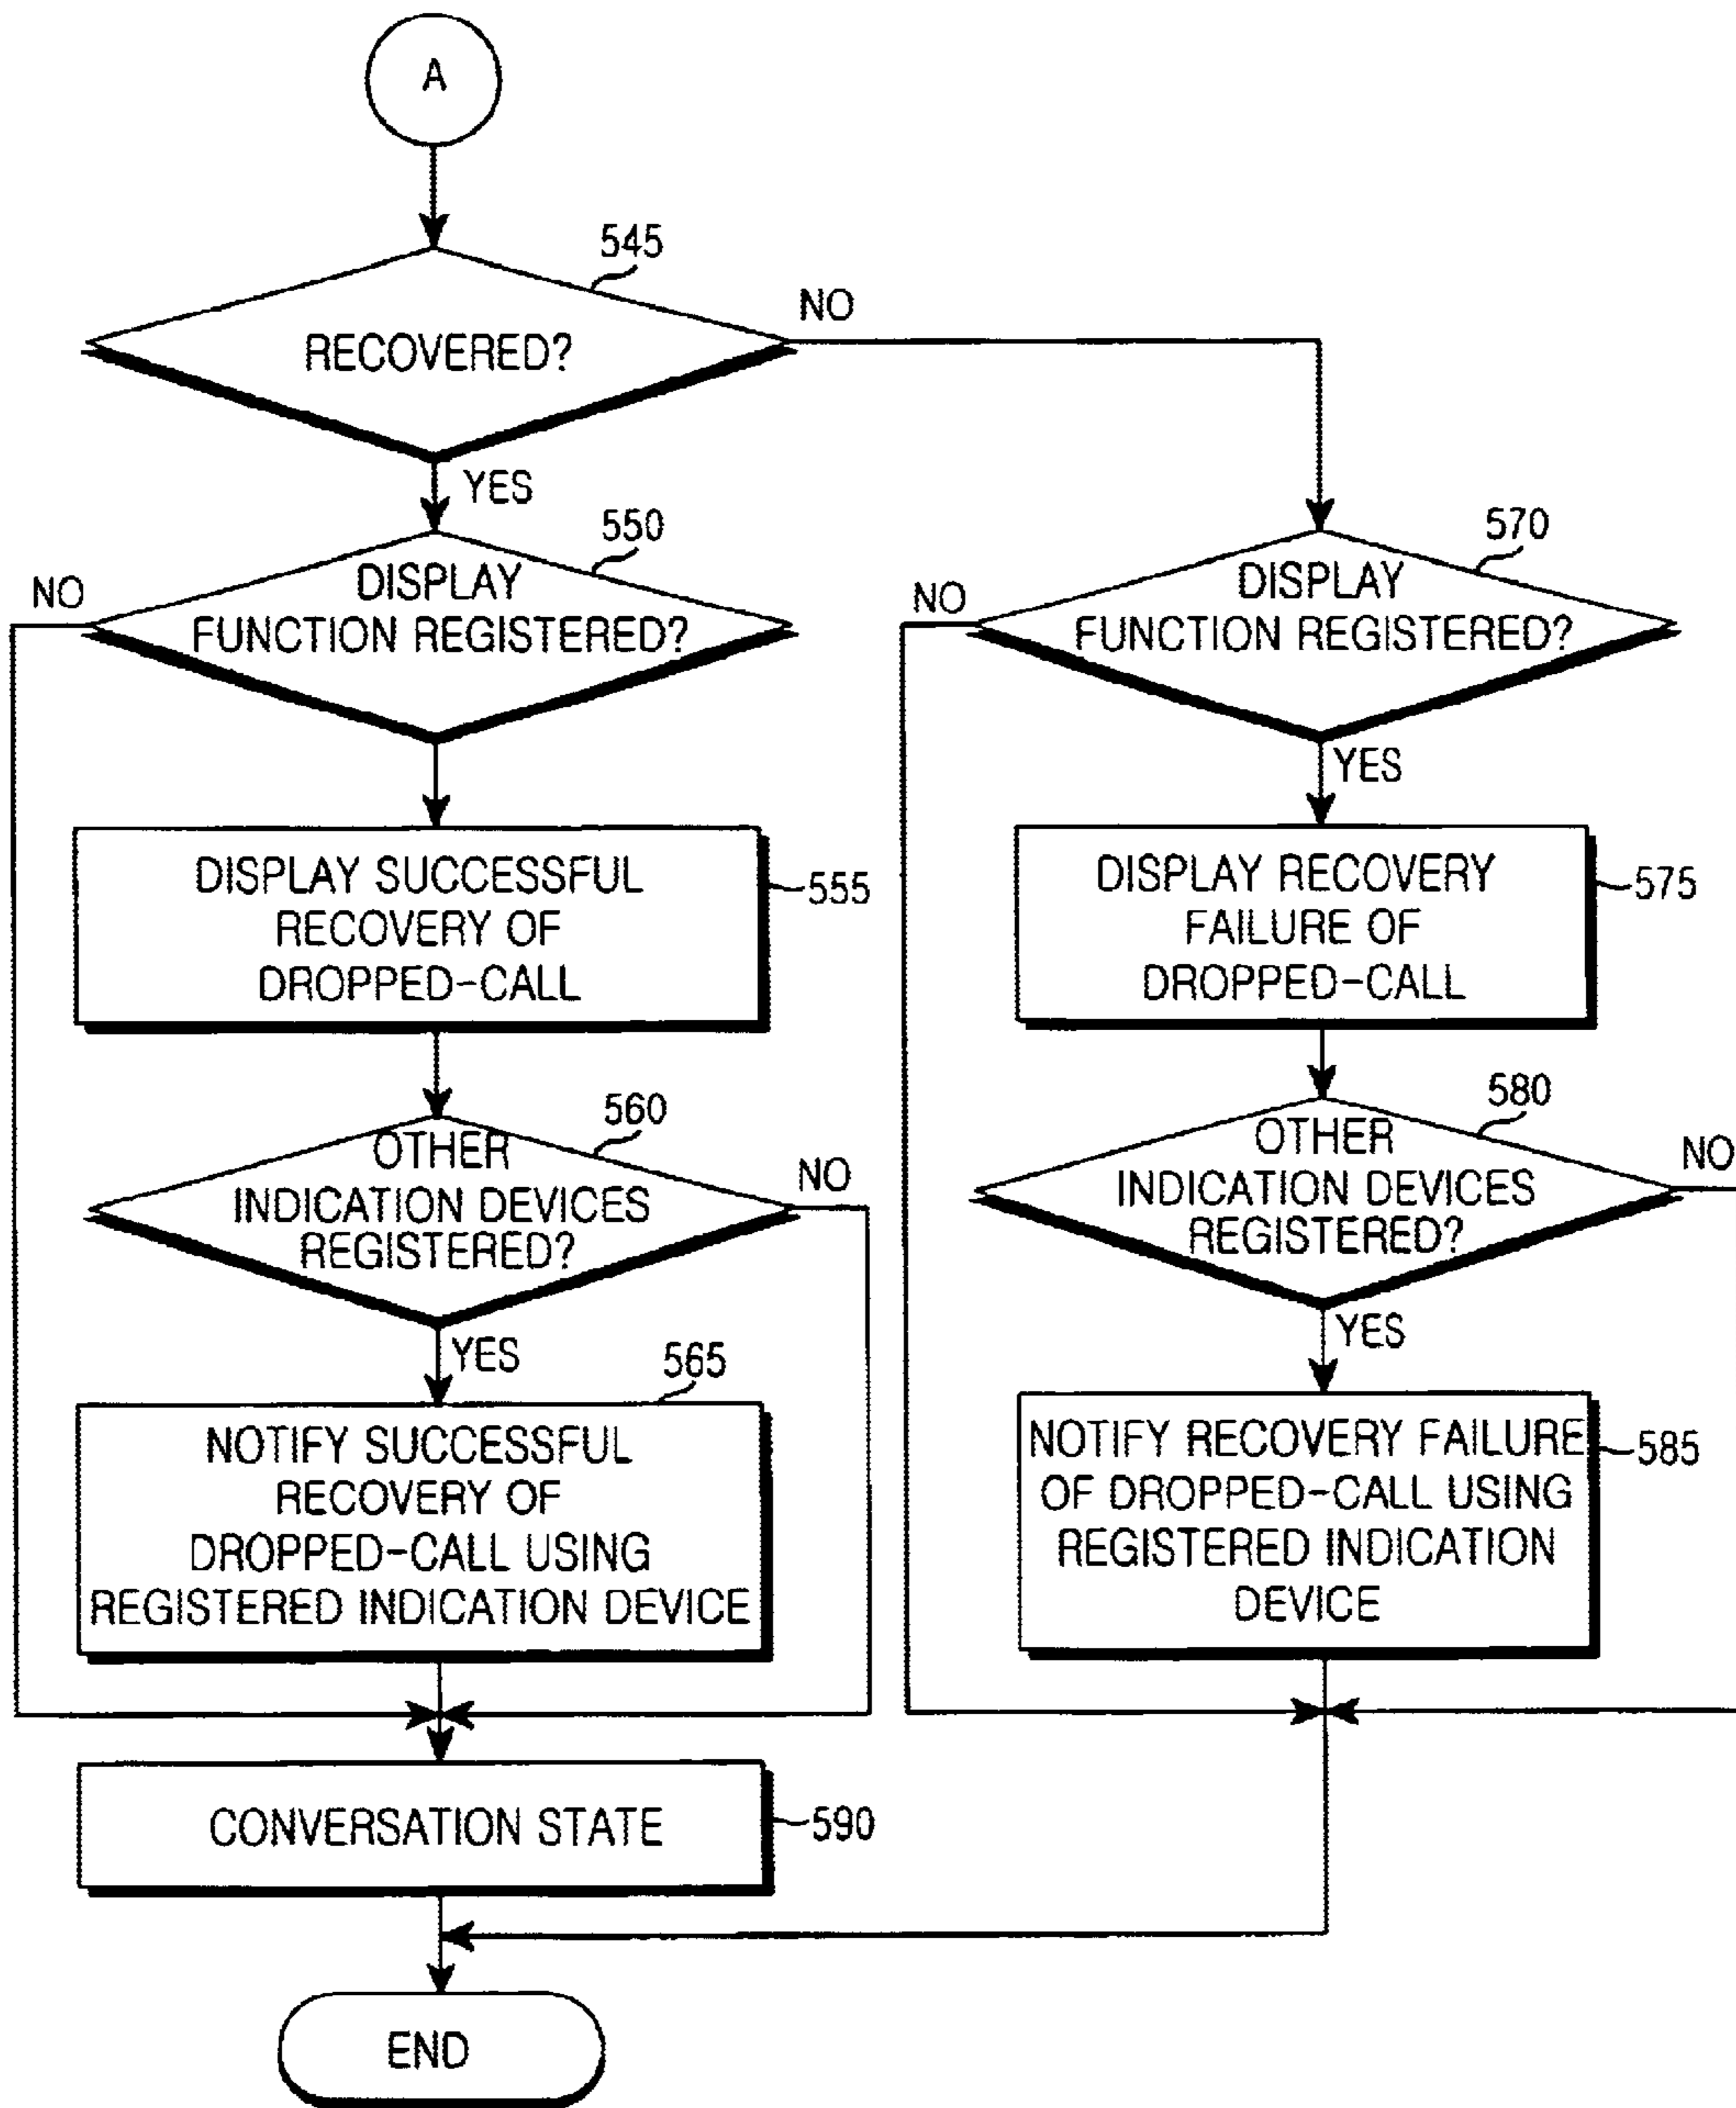 A
545
RECOVERED?
NO
YES
550
DISPLAY
FUNCTION REGISTERED?
NO
555
DISPLAY SUCCESSFUL
RECOVERY OF
DROPPED-CALL
560
OTHER
INDICATION DEVICES
REGISTERED?
NO
YES
565
NOTIFY SUCCESSFUL
RECOVERY OF
DROPPED-CALL USING
REGISTERED INDICATION DEVICE
570
DISPLAY
FUNCTION REGISTERED?
NO
YES
575
DISPLAY RECOVERY
FAILURE OF
DROPPED-CALL
580
OTHER
INDICATION DEVICES
REGISTERED?
NO
YES
585
NOTIFY RECOVERY FAILURE
OF DROPPED-CALL USING
REGISTERED INDICATION
DEVICE
CONVERSATION STATE
590
END